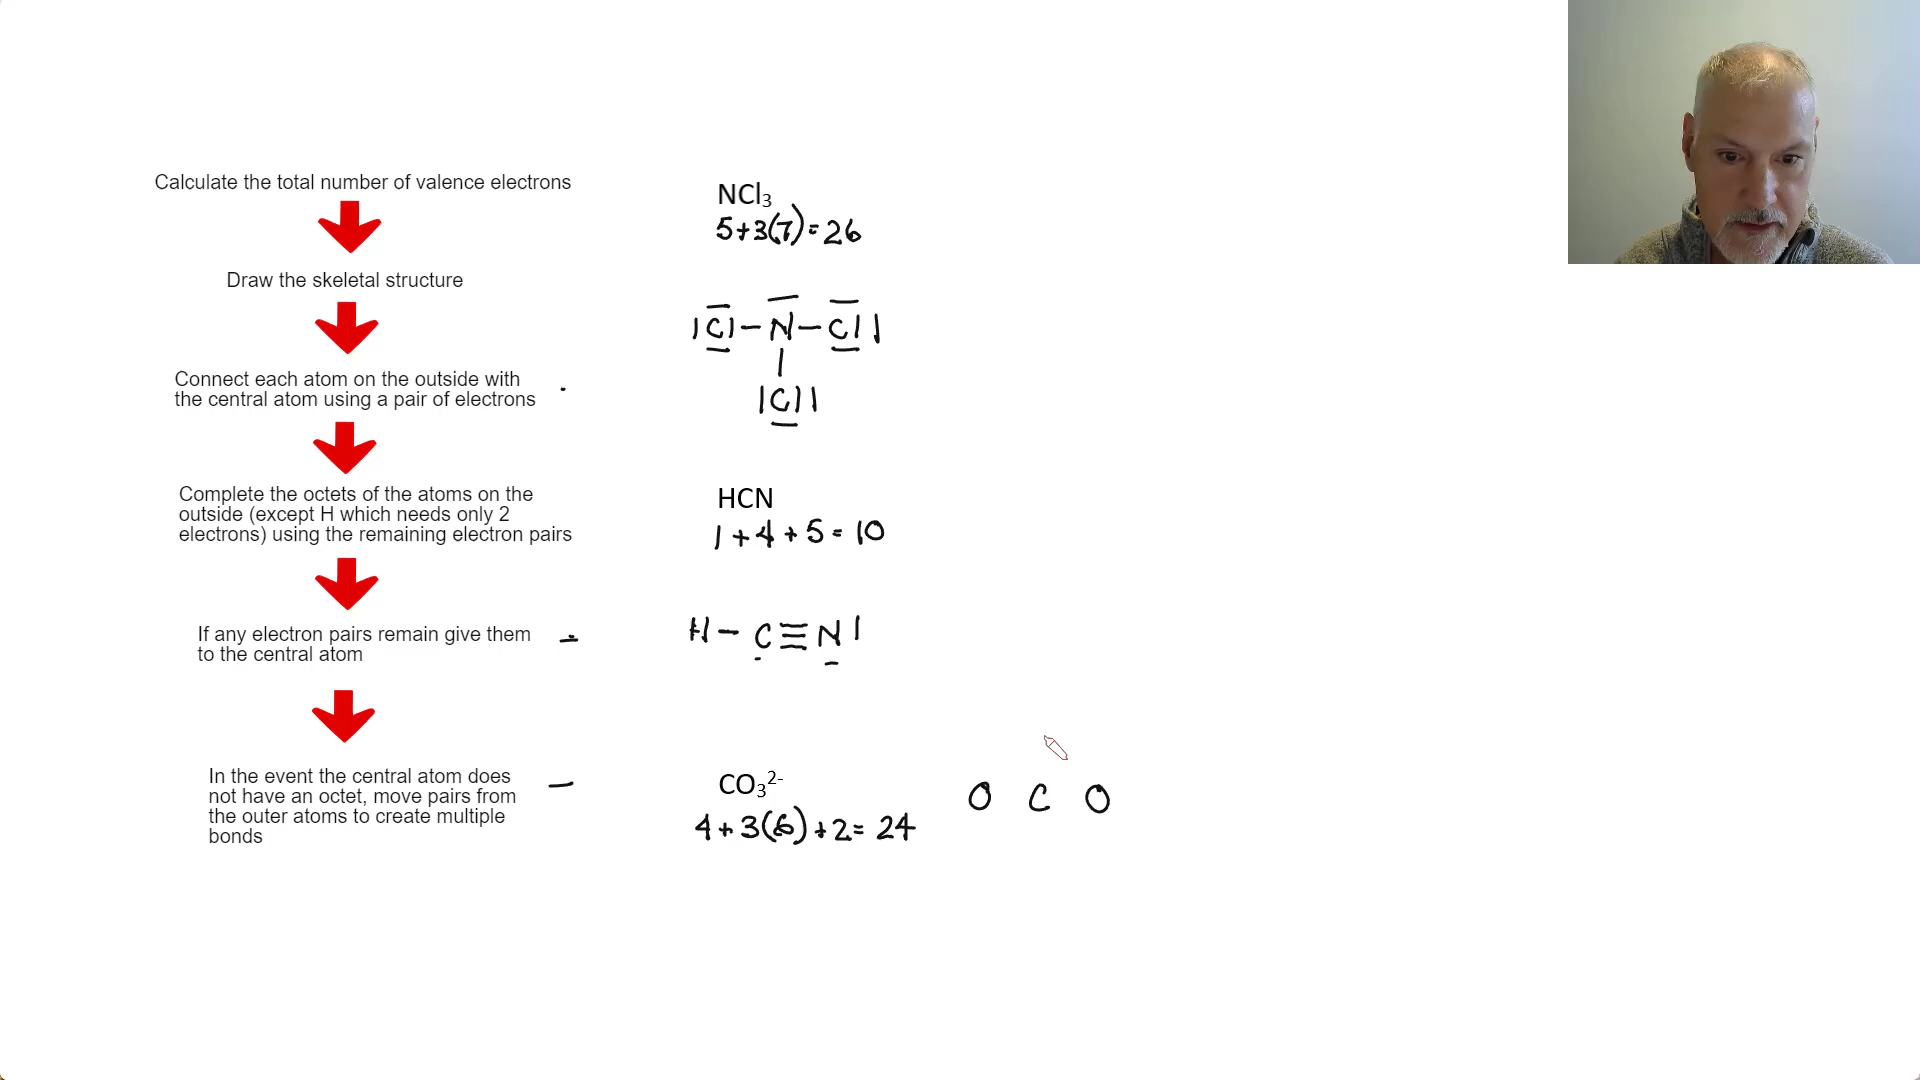 Calculate the total number of valence electrons
Draw the skeletal structure
Connect each atom on the outside with
the central atom using a pair of electrons
Complete the octets of the atoms on the
outside (except H which needs only 2
electrons) using the remaining electron pairs
If any electron pairs remain give them
to the central atom
In the event the central atom does
not have an octet, move pairs from
the outer atoms to create multiple
bonds
NCl₃
5+3(7)=26
|Cl-N-Cl|
|Cl|
HCN
1+4+5=10
H-C≡N|
CO₃²⁻
4+3(6)+2=24
O C O